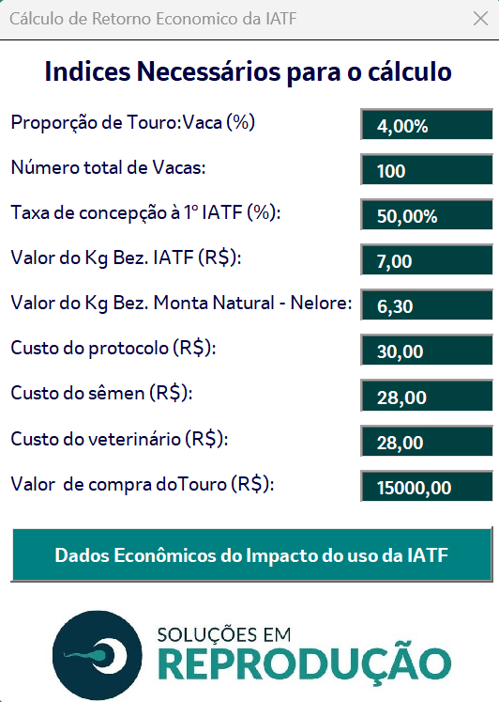 Cálculo de Retorno Economico da IATF
Indices Necessários para o cálculo
Proporção de Touro:Vaca (%) 4,00%
Número total de Vacas: 100
Taxa de concepção à 1º IATF (%): 50,00%
Valor do Kg Bez. IATF (R$): 7,00
Valor do Kg Bez. Monta Natural - Nelore: 6,30
Custo do protocolo (R$): 30,00
Custo do sêmen (R$): 28,00
Custo do veterinário (R$): 28,00
Valor de compra doTouro (R$): 15000,00
Dados Econômicos do Impacto do uso da IATF
SOLUÇÕES EM
REPRODUÇÃO